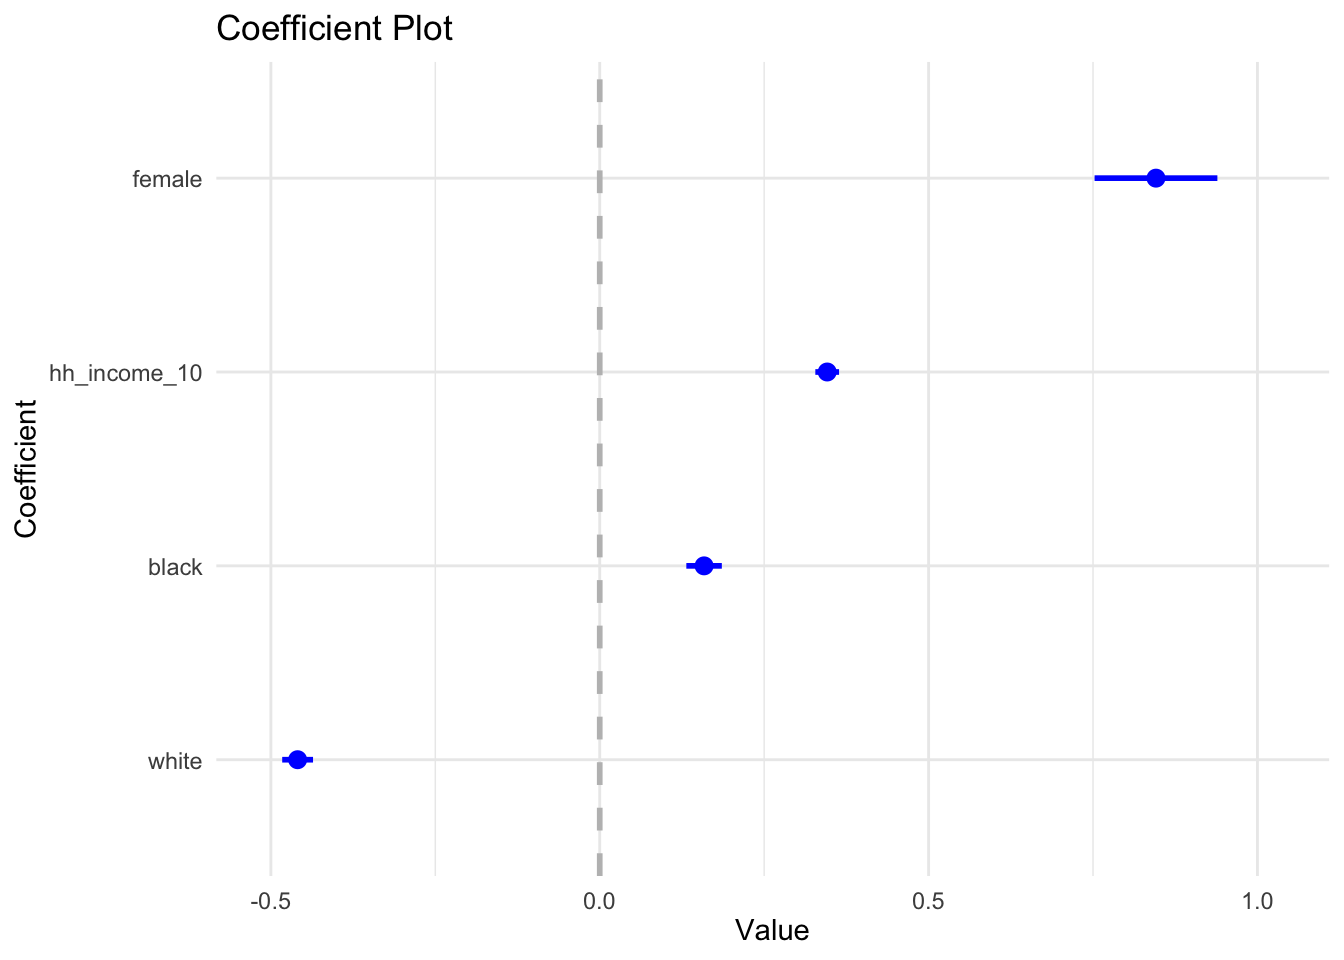 Coefficient Plot
female
hh_income_10
black
white
Coefficient
-0.5
0.0
0.5
1.0
Value